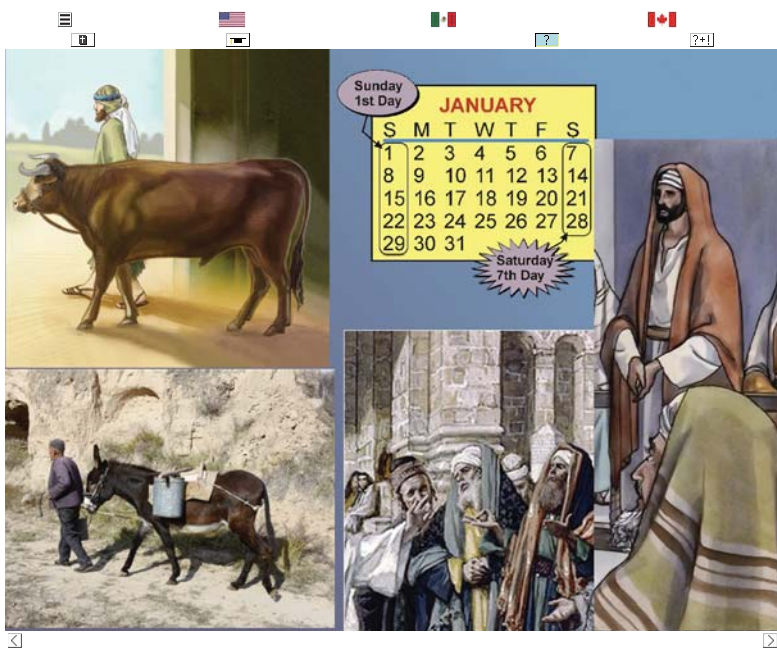 ?
?+!
Sunday
1st Day
JANUARY
S M T W T F S
1 2 3 4 5 6 7
8 9 10 11 12 13 14
15 16 17 18 19 20 21
22 23 24 25 26 27 28
29 30 31
Saturday
7th Day